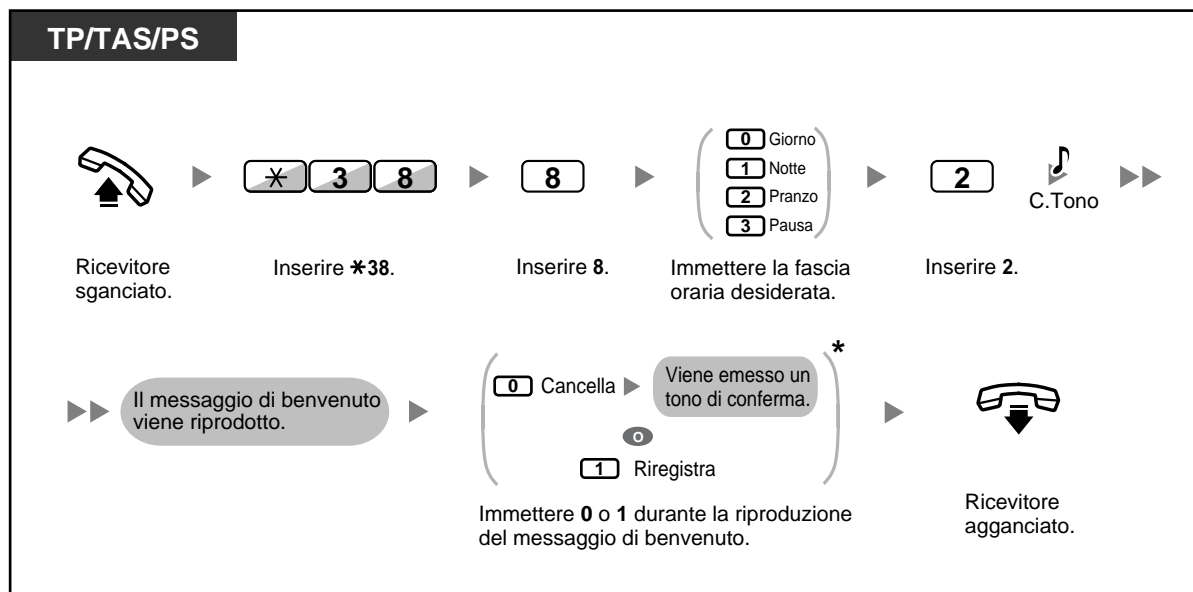 TP/TAS/PS
0 Giorno
1 Notte
2 Pranzo
3 Pausa
* 3 8
8
2
C.Tono
Ricevitore
sganciato.
Inserire *38.
Inserire 8.
Immettere la fascia
oraria desiderata.
Inserire 2.
Il messaggio di benvenuto
viene riprodotto.
0 Cancella
Viene emesso un
tono di conferma.
o
1 Riregistra
*
Immettere 0 o 1 durante la riproduzione
del messaggio di benvenuto.
Ricevitore
agganciato.